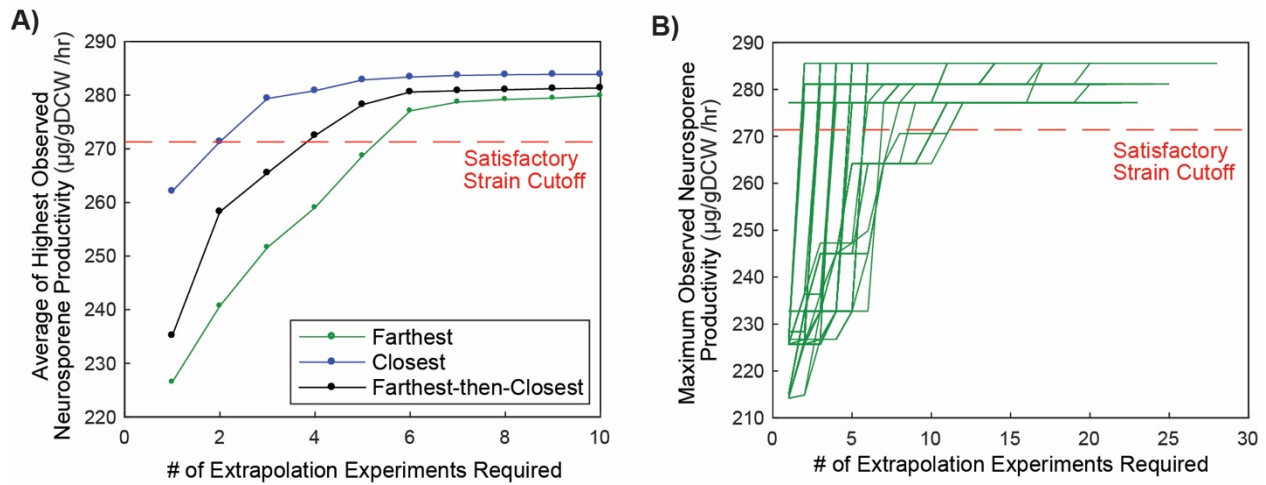 A)
Average of Highest Observed
Neurosporene Productivity (µg/gDCW /hr)
290
280
270
260
250
240
230
220
0
2
4
6
8
10
# of Extrapolation Experiments Required
Satisfactory
Strain Cutoff
Farthest
Closest
Farthest-then-Closest
B)
Maximum Observed Neurosporene
Productivity (µg/gDCW /hr)
290
280
270
260
250
240
230
220
210
0
5
10
15
20
25
30
# of Extrapolation Experiments Required
Satisfactory
Strain Cutoff